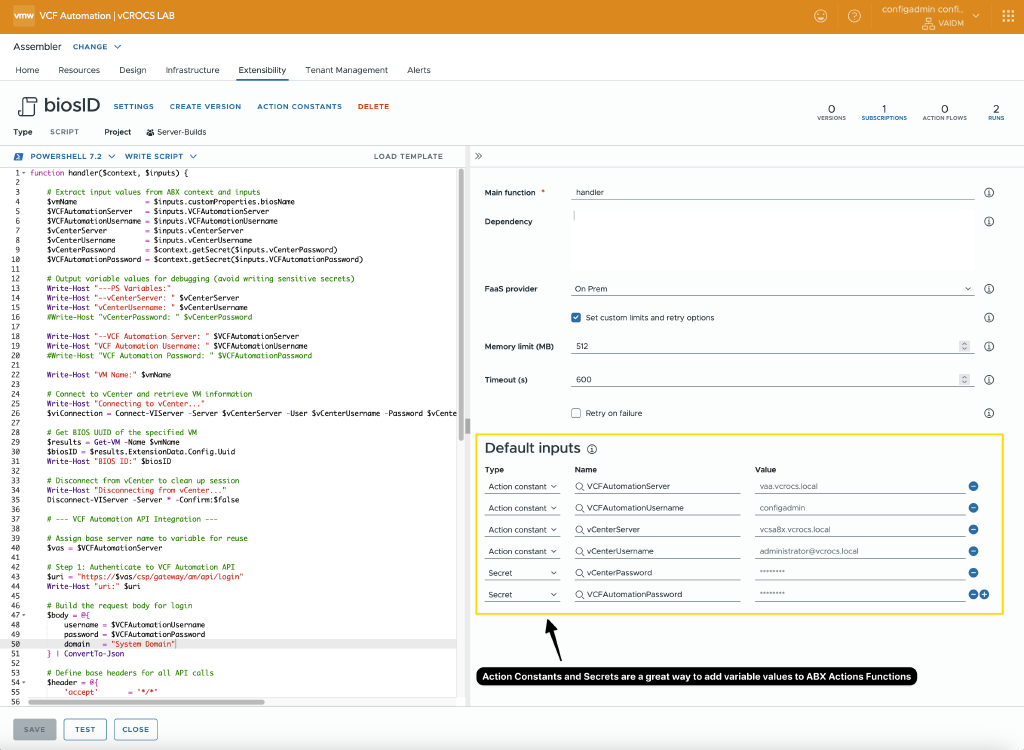 vmw VCF Automation | vCROCS LAB
configadmin confi...
VAIDM
Assembler CHANGE
Home Resources Design Infrastructure Extensibility Tenant Management Alerts
biosID SETTINGS CREATE VERSION ACTION CONSTANTS DELETE
0 VERSIONS 1 SUBSCRIPTIONS 0 ACTION FLOWS 2 RUNS
Type SCRIPT Project Server-Builds
POWERSHELL 7.2 WRITE SCRIPT LOAD TEMPLATE
1 function handler($context, $inputs) {
2
3 # Extract input values from ABX context and inputs
4 $vmName = $inputs.customProperties.biosName
5 $VCFAutomationServer = $inputs.VCFAutomationServer
6 $VCFAutomationUsername = $inputs.VCFAutomationUsername
7 $vCenterServer = $inputs.vCenterServer
8 $vCenterUsername = $inputs.vCenterUsername
9 $vCenterPassword = $context.getSecret($inputs.vCenterPassword)
10 $VCFAutomationPassword = $context.getSecret($inputs.VCFAutomationPassword)
11
12 # Output variable values for debugging (avoid writing sensitive secrets)
13 Write-Host "---PS Variables:"
14 Write-Host "--vCenterServer: " $vCenterServer
15 Write-Host "vCenterUsername: " $vCenterUsername
16 #Write-Host "vCenterPassword: " $vCenterPassword
17
18 Write-Host "--VCF Automation Server: " $VCFAutomationServer
19 Write-Host "VCF Automation Username: " $VCFAutomationUsername
20 #Write-Host "VCF Automation Password: " $VCFAutomationPassword
21
22 Write-Host "VM Name:" $vmName
23
24 # Connect to vCenter and retrieve VM information
25 Write-Host "Connecting to vCenter..."
26 $viConnection = Connect-VIServer -Server $vCenterServer -User $vCenterUsername -Password $vCente
27
28 # Get BIOS UUID of the specified VM
29 $results = Get-VM -Name $vmName
30 $biosID = $results.ExtensionData.Config.Uuid
31 Write-Host "BIOS ID:" $biosID
32
33 # Disconnect from vCenter to clean up session
34 Write-Host "Disconnecting from vCenter..."
35 Disconnect-VIServer -Server * -Confirm:$false
36
37 # --- VCF Automation API Integration ---
38
39 # Assign base server name to variable for reuse
40 $vas = $VCFAutomationServer
41
42 # Step 1: Authenticate to VCF Automation API
43 $uri = "https://$vas/csp/gateway/am/api/login"
44 Write-Host "uri:" $uri
45
46 # Build the request body for login
47 $body = @{
48 username = $VCFAutomationUsername
49 password = $VCFAutomationPassword
50 domain = "System Domain"
51 } | ConvertTo-Json
52
53 # Define base headers for all API calls
54 $header = @{
55 'accept' = '*/*'
56
Main function * handler
Dependency
FaaS provider On Prem
Set custom limits and retry options
Memory limit (MB) 512
Timeout (s) 600
Retry on failure
Default inputs
Type Name Value
Action constant VCFAutomationServer vaa.vcrocs.local
Action constant VCFAutomationUsername configadmin
Action constant vCenterServer vcsa8x.vcrocs.local
Action constant vCenterUsername administrator@vcrocs.local
Secret vCenterPassword ********
Secret VCFAutomationPassword ********
Action Constants and Secrets are a great way to add variable values to ABX Actions Functions
SAVE TEST CLOSE